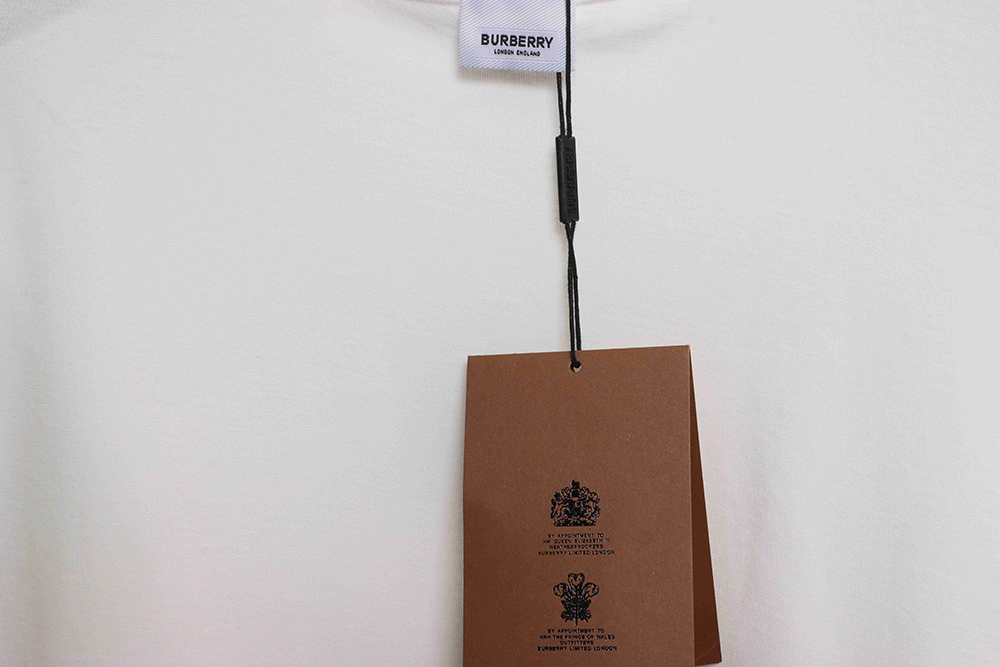 BURBERRY
LONDON ENGLAND
BURBERRY
BY APPOINTMENT TO
HM QUEEN ELIZABETH II
WEATHERPROOFERS
BURBERRY LIMITED LONDON
BY APPOINTMENT TO
HRH THE PRINCE OF WALES
OUTFITTERS
BURBERRY LIMITED LONDON